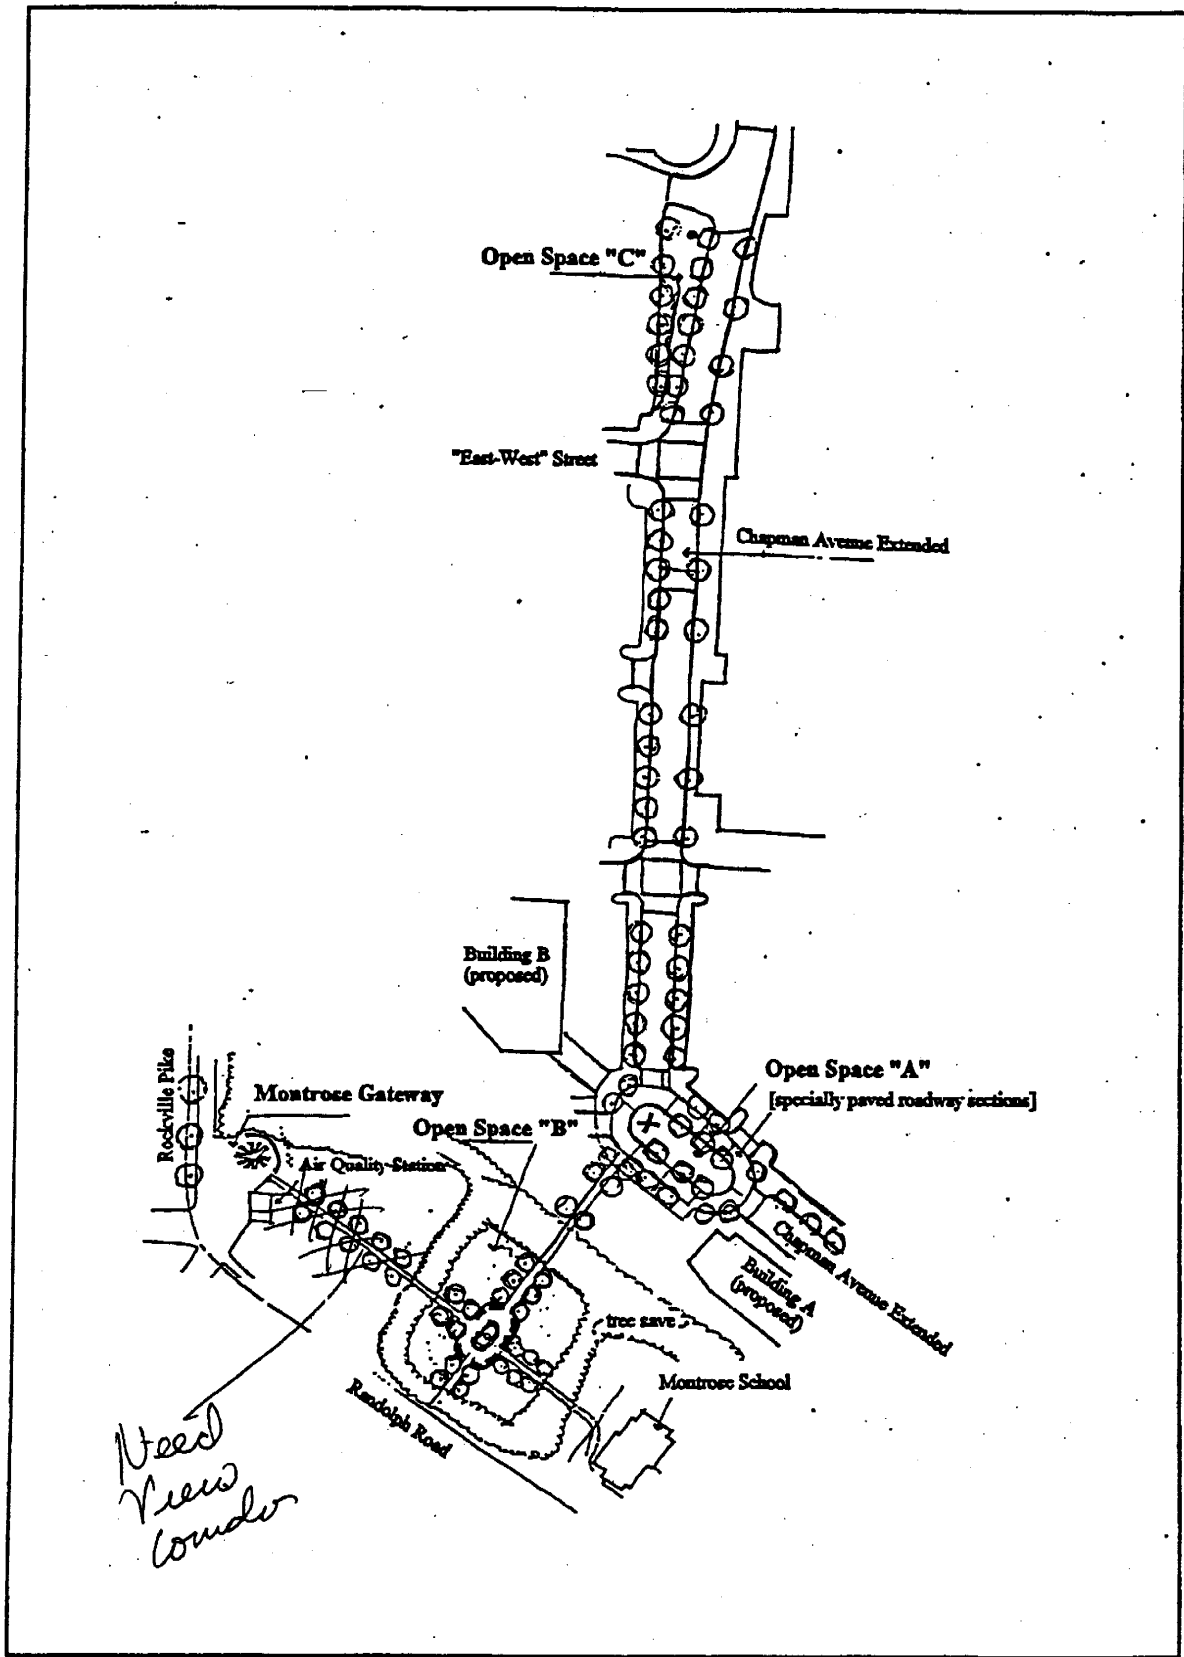 Open Space "C"
"East-West" Street
Chapman Avenue Extended
Building B
(proposed)
Rockville Pike
Montrose Gateway
Open Space "A"
[specially paved roadway sections]
Open Space "B"
Air Quality Station
Chapman Avenue Extended
Building A
(proposed)
tree save
Montrose School
Randolph Road
Need
View
Corridor